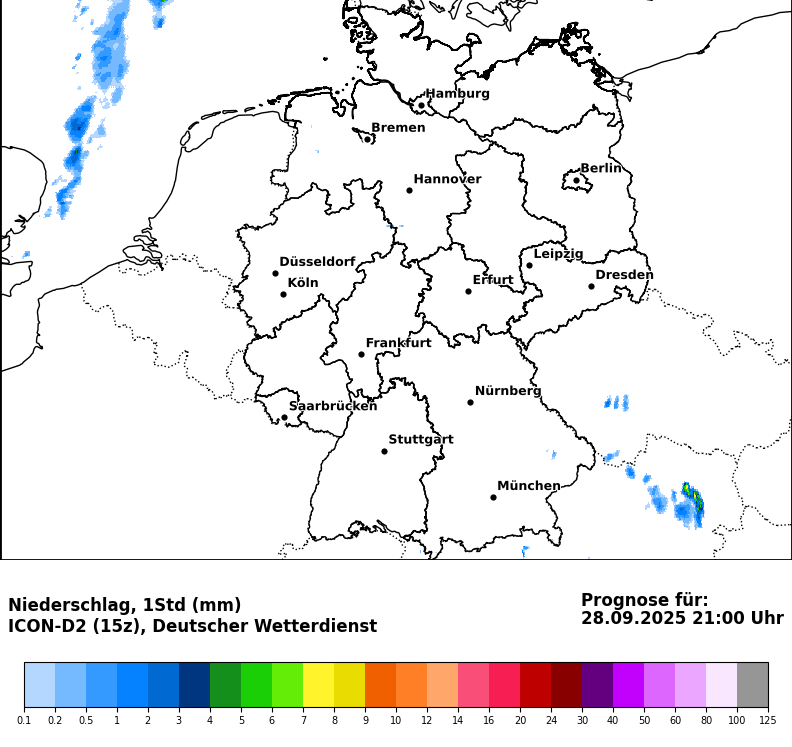 Hamburg
Bremen
Berlin
Hannover
Leipzig
Düsseldorf
Dresden
Köln
Erfurt
Frankfurt
Nürnberg
Saarbrücken
Stuttgart
München
Niederschlag, 1Std (mm)
ICON-D2 (15z), Deutscher Wetterdienst
Prognose für:
28.09.2025 21:00 Uhr
0.1 0.2 0.5 1 2 3 4 5 6 7 8 9 10 12 14 16 20 24 30 40 50 60 80 100 125